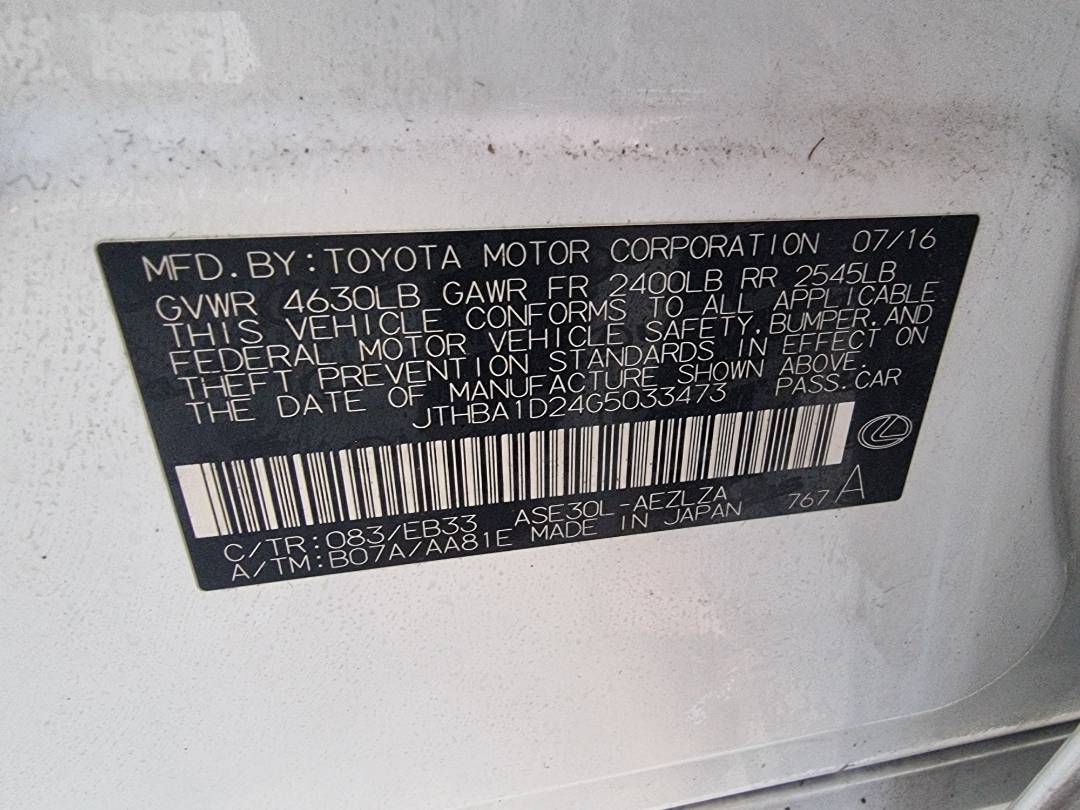 MFD. BY: TOYOTA MOTOR CORPORATION 07/16
GVWR 4630LB GAWR FR 2400LB RR 2545LB
THIS VEHICLE CONFORMS TO ALL APPLICABLE
FEDERAL MOTOR VEHICLE SAFETY, BUMPER, AND
THEFT PREVENTION STANDARDS IN EFFECT ON
THE DATE OF MANUFACTURE SHOWN ABOVE.
JTHBA1D24G5033473 PASS. CAR
C/TR: 083/EB33 ASE30L-AEZLZA 767 A
A/TM: B07A/AA81E MADE IN JAPAN